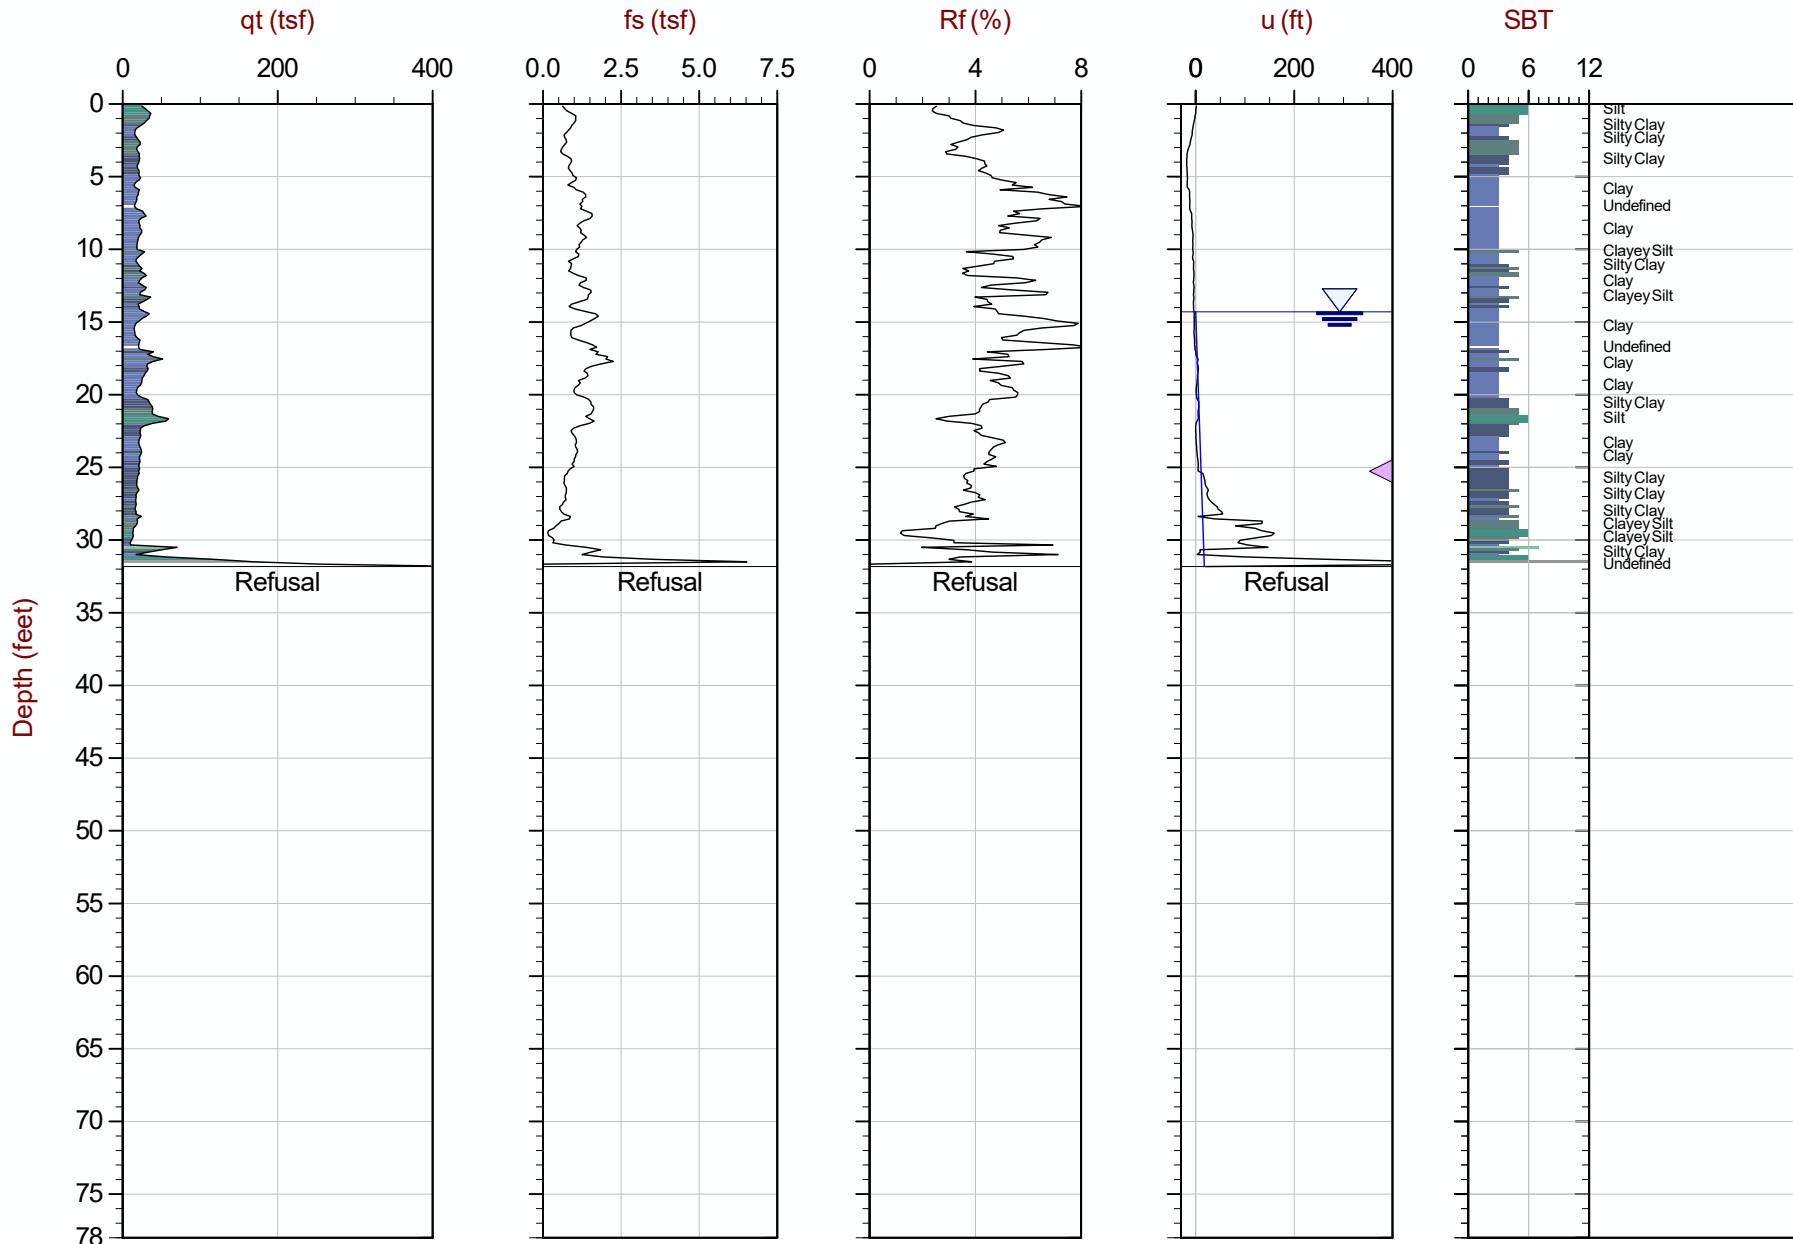 qt (tsf) fs (tsf) Rf (%) u (ft) SBT
0 200 400 0.0 2.5 5.0 7.5 0 4 8 0 0 200 400 0 6 12
0
5
10
15
20
25
30
35
40
45
50
55
60
65
70
75
78
Depth (feet)
Silt
Silty Clay
Silty Clay
Silty Clay
Clay
Undefined
Clay
Clayey Silt
Silty Clay
Clay
Clayey Silt
Clay
Undefined
Clay
Clay
Silty Clay
Silt
Clay
Clay
Silty Clay
Silty Clay
Silty Clay
Clayey Silt
Clayey Silt
Silty Clay
Undefined
Refusal Refusal Refusal Refusal